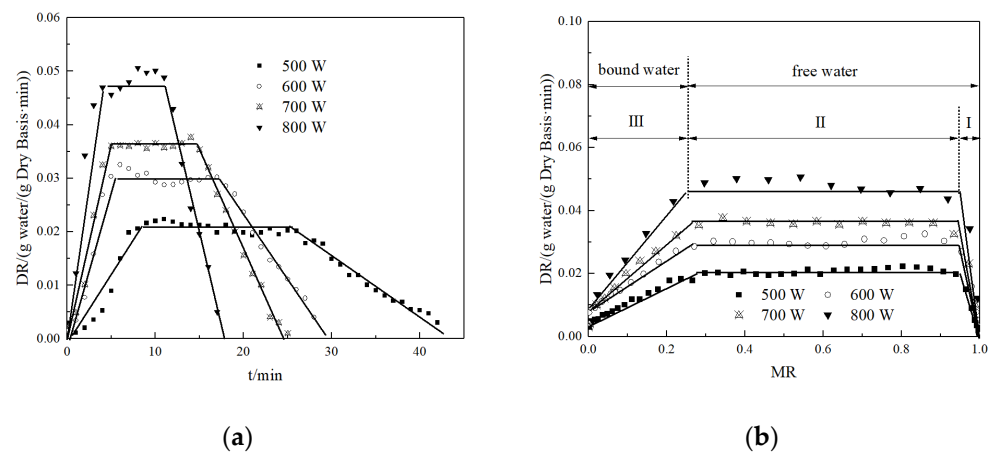 0.06
0.05
0.04
0.03
0.02
0.01
0.00
DR/(g water/(g Dry Basis·min))
500 W
600 W
700 W
800 W
0 10 20 30 40
t/min
(a)
0.10
0.08
0.06
0.04
0.02
0.00
DR/(g water/(g Dry Basis·min))
bound water free water
III II I
500 W 600 W
700 W 800 W
0.0 0.2 0.4 0.6 0.8 1.0
MR
(b)